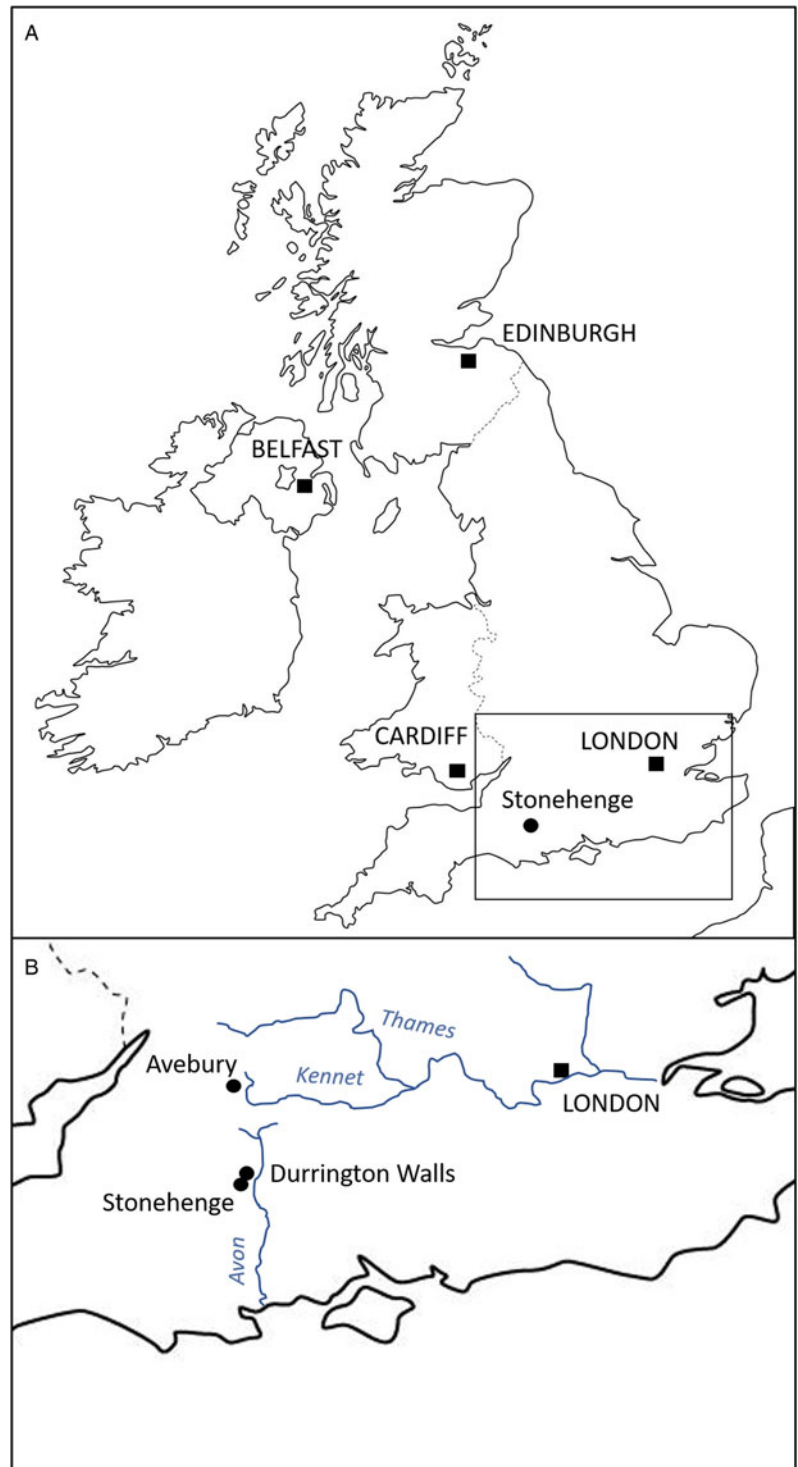 A
EDINBURGH
BELFAST
CARDIFF
LONDON
Stonehenge
B
Thames
Avebury
Kennet
LONDON
Durrington Walls
Stonehenge
Avon